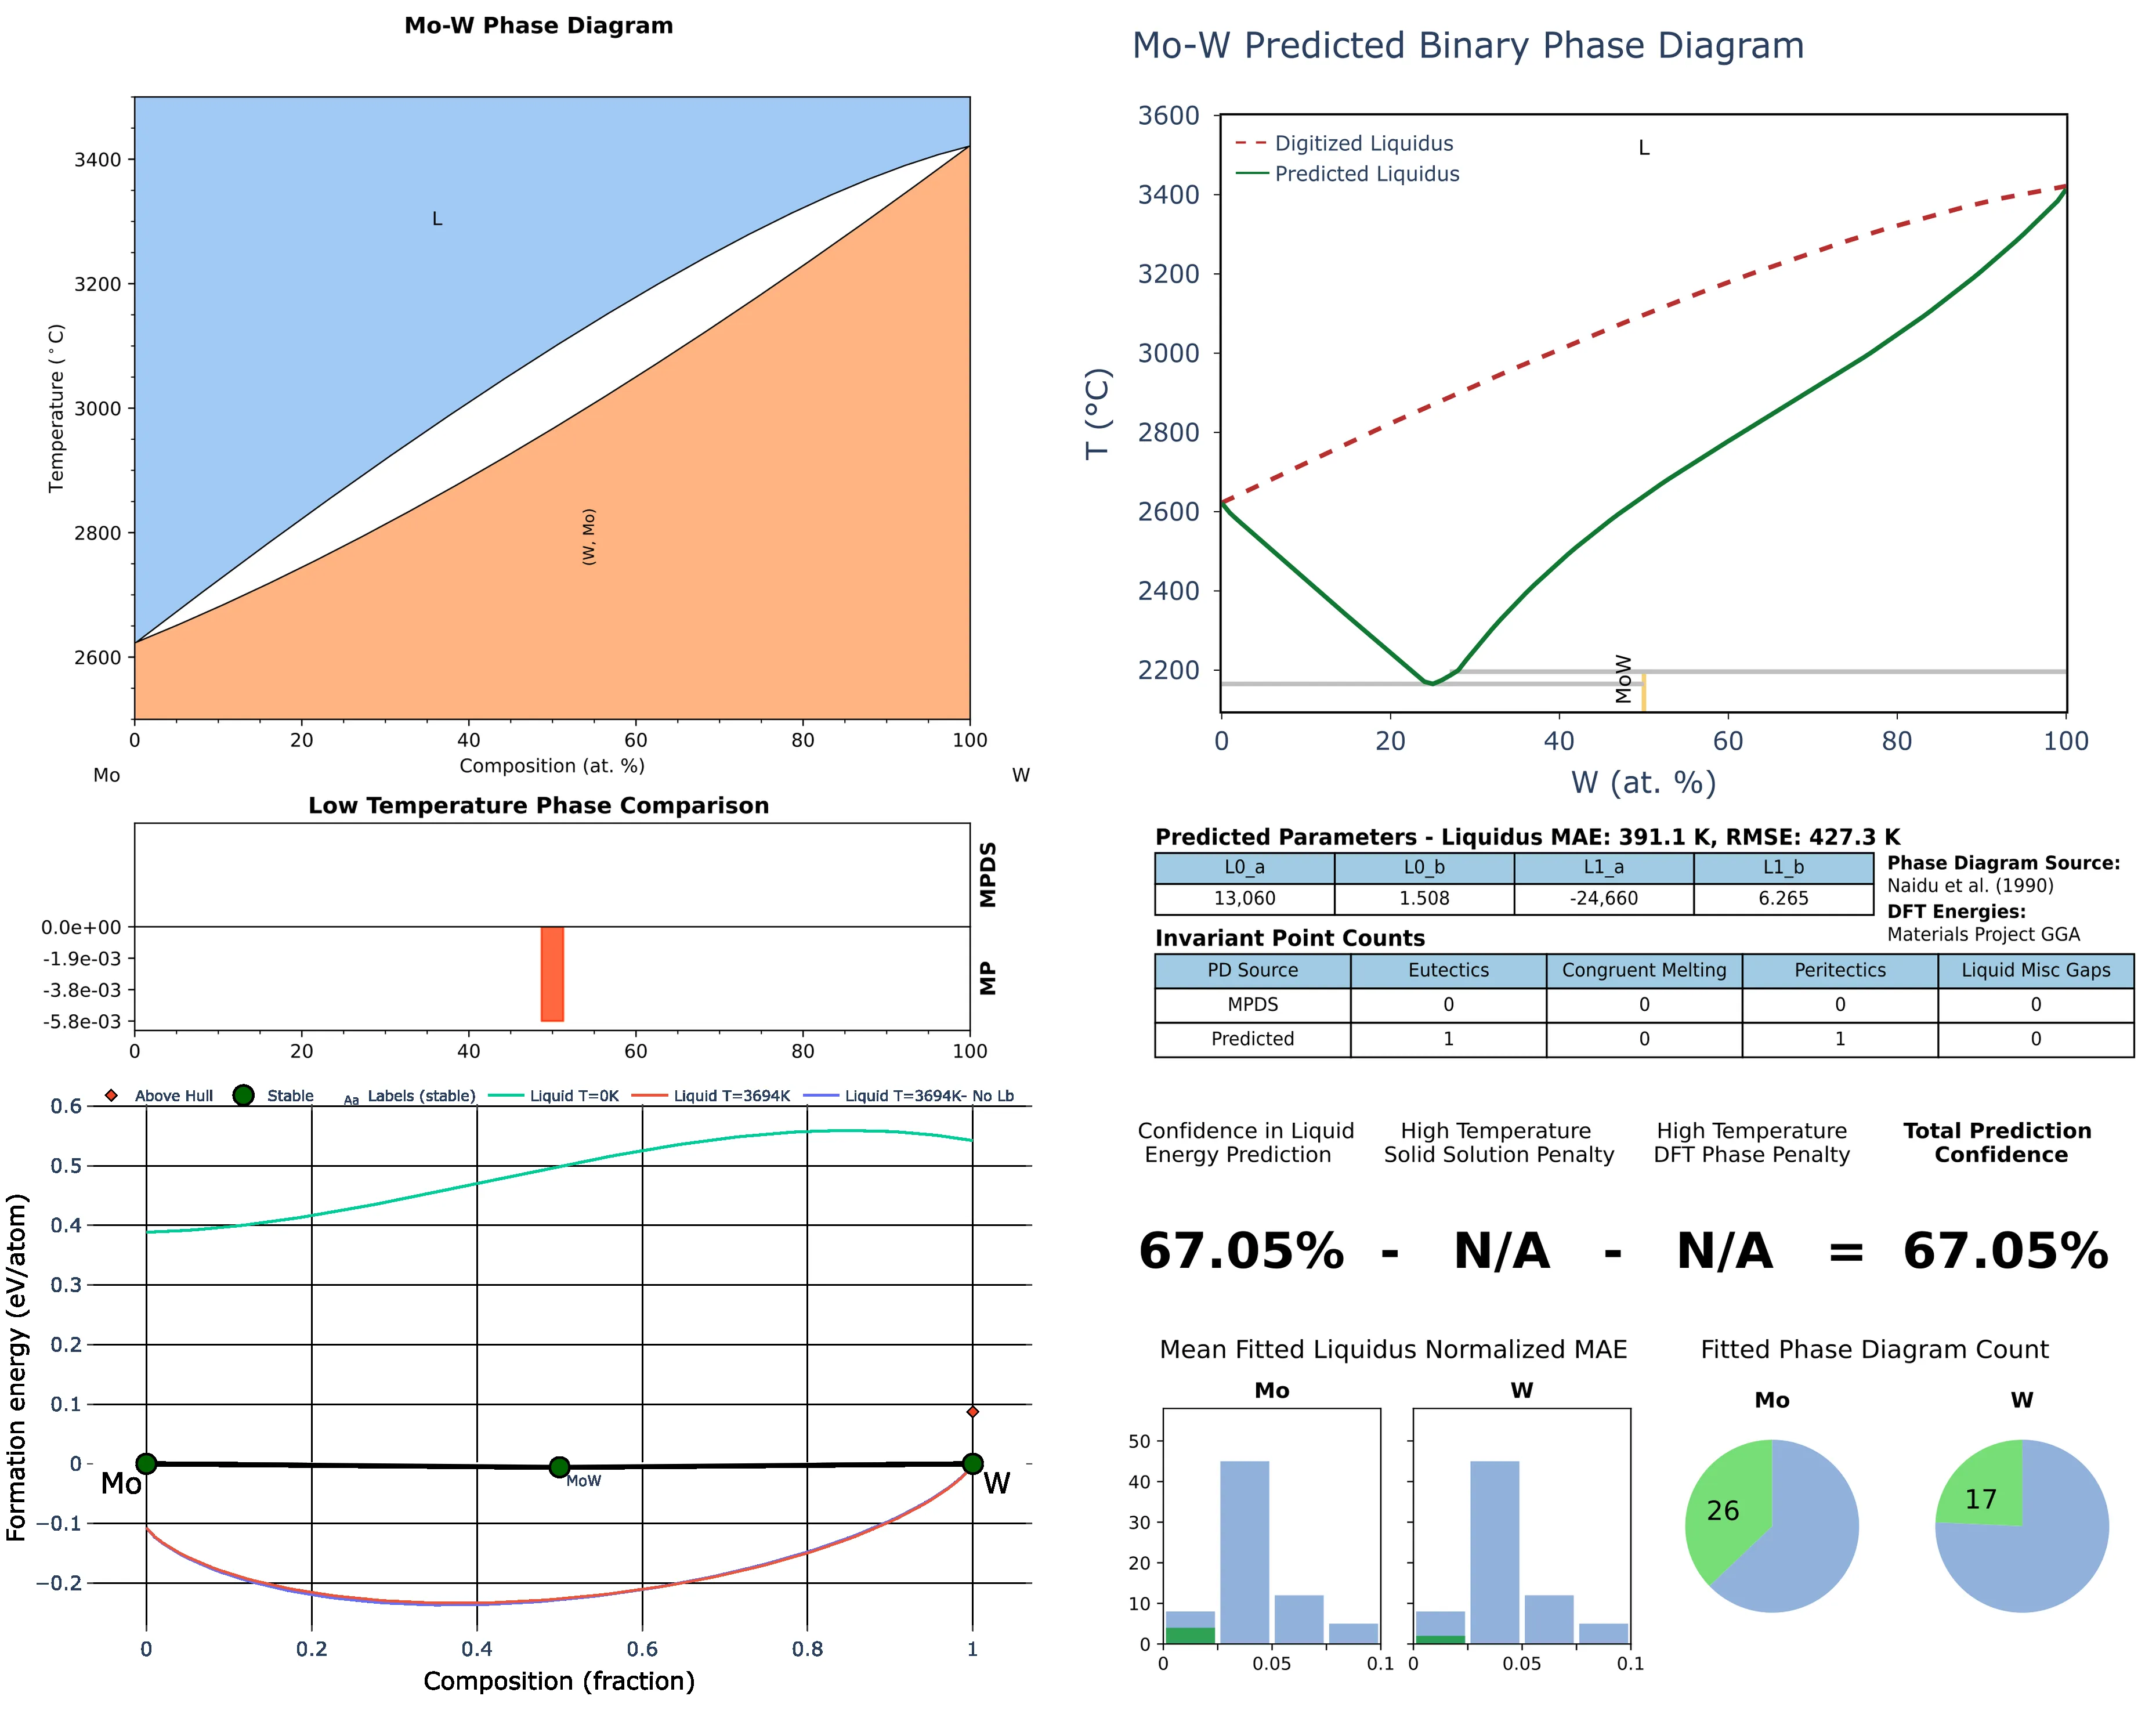 Mo-W Phase Diagram
3400
3200
3000
2800
2600
Temperature (°C)
L
(W, Mo)
0 20 40 60 80 100
Composition (at. %)
Mo W
Low Temperature Phase Comparison
0.0e+00
-1.9e-03
-3.8e-03
-5.8e-03
MPDS
MP
0 20 40 60 80 100
Above Hull Stable Aa Labels (stable) Liquid T=0K Liquid T=3694K Liquid T=3694K- No Lb
0.6
0.5
0.4
0.3
0.2
0.1
0
−0.1
−0.2
Formation energy (eV/atom)
Mo
MoW
W
0 0.2 0.4 0.6 0.8 1
Composition (fraction)
Mo-W Predicted Binary Phase Diagram
3600
3400
3200
3000
2800
2600
2400
2200
T (°C)
Digitized Liquidus
Predicted Liquidus
L
MoW
0 20 40 60 80 100
W (at. %)
Predicted Parameters - Liquidus MAE: 391.1 K, RMSE: 427.3 K
L0_a L0_b L1_a L1_b
13,060 1.508 -24,660 6.265
Phase Diagram Source:
Naidu et al. (1990)
DFT Energies:
Materials Project GGA
Invariant Point Counts
PD Source Eutectics Congruent Melting Peritectics Liquid Misc Gaps
MPDS 0 0 0 0
Predicted 1 0 1 0
Confidence in Liquid
Energy Prediction
High Temperature
Solid Solution Penalty
High Temperature
DFT Phase Penalty
Total Prediction
Confidence
67.05% - N/A - N/A = 67.05%
Mean Fitted Liquidus Normalized MAE
Mo W
50
40
30
20
10
0
0 0.05 0.1 0 0.05 0.1
Fitted Phase Diagram Count
Mo W
26 17